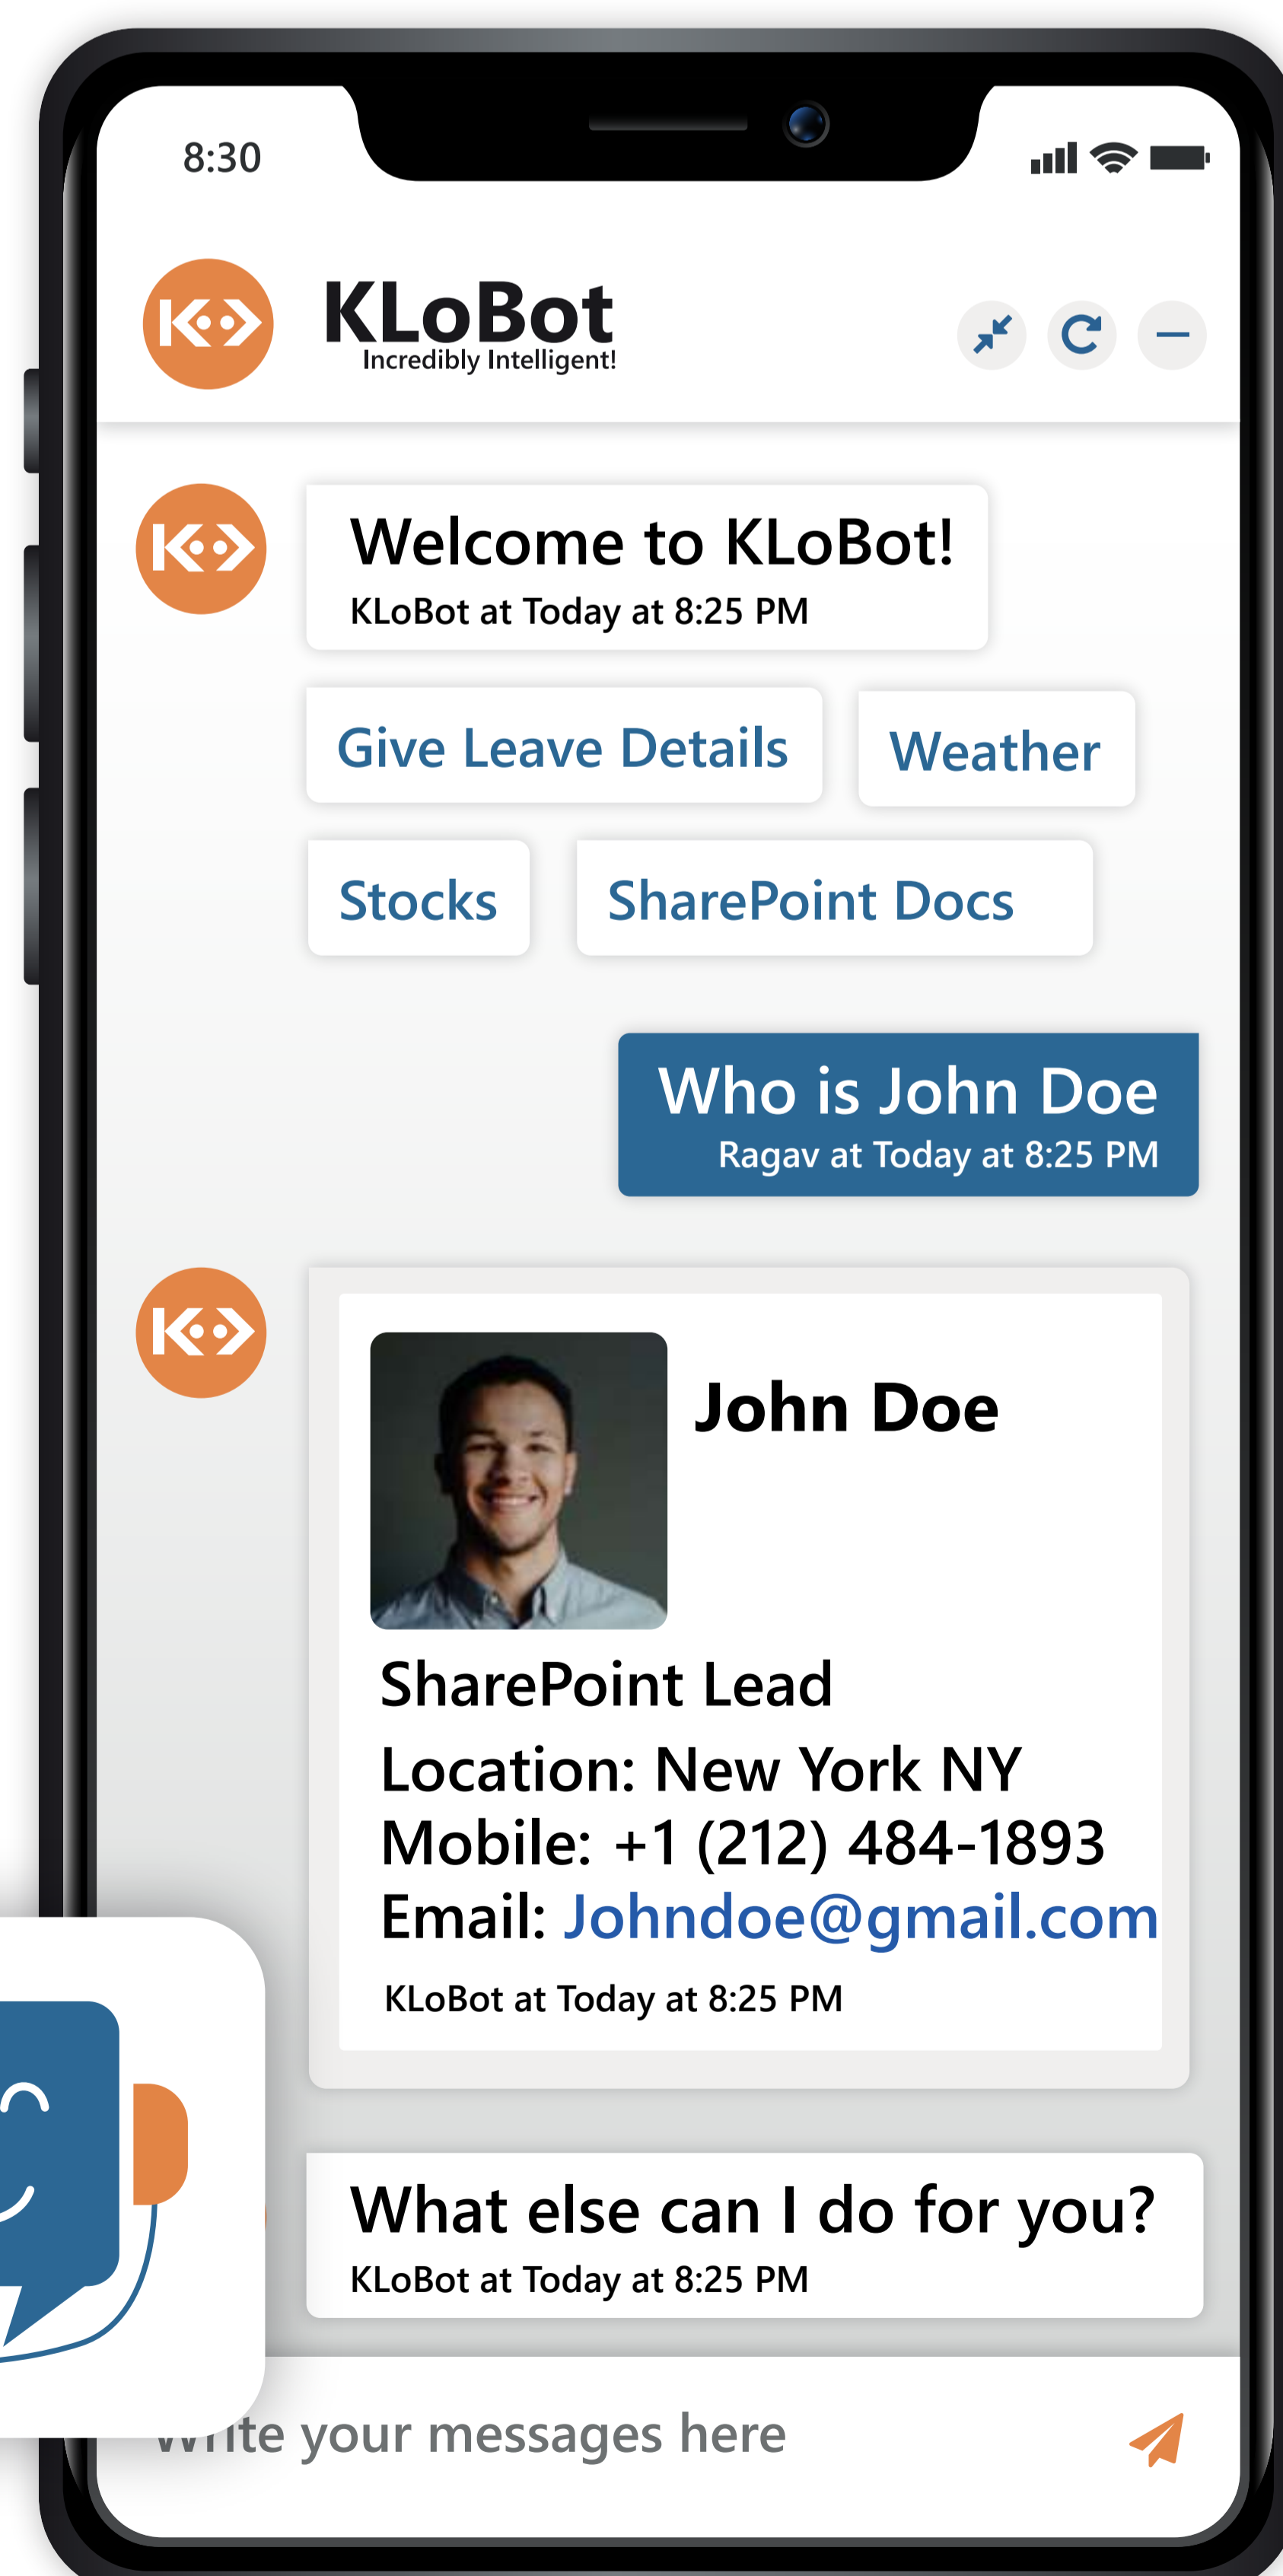 8:30
KLoBot
Incredibly Intelligent!
Welcome to KLoBot!
KLoBot at Today at 8:25 PM
Give Leave Details
Weather
Stocks
SharePoint Docs
Who is John Doe
Ragav at Today at 8:25 PM
John Doe
SharePoint Lead
Location: New York NY
Mobile: +1 (212) 484-1893
Email: Johndoe@gmail.com
KLoBot at Today at 8:25 PM
What else can I do for you?
KLoBot at Today at 8:25 PM
Write your messages here